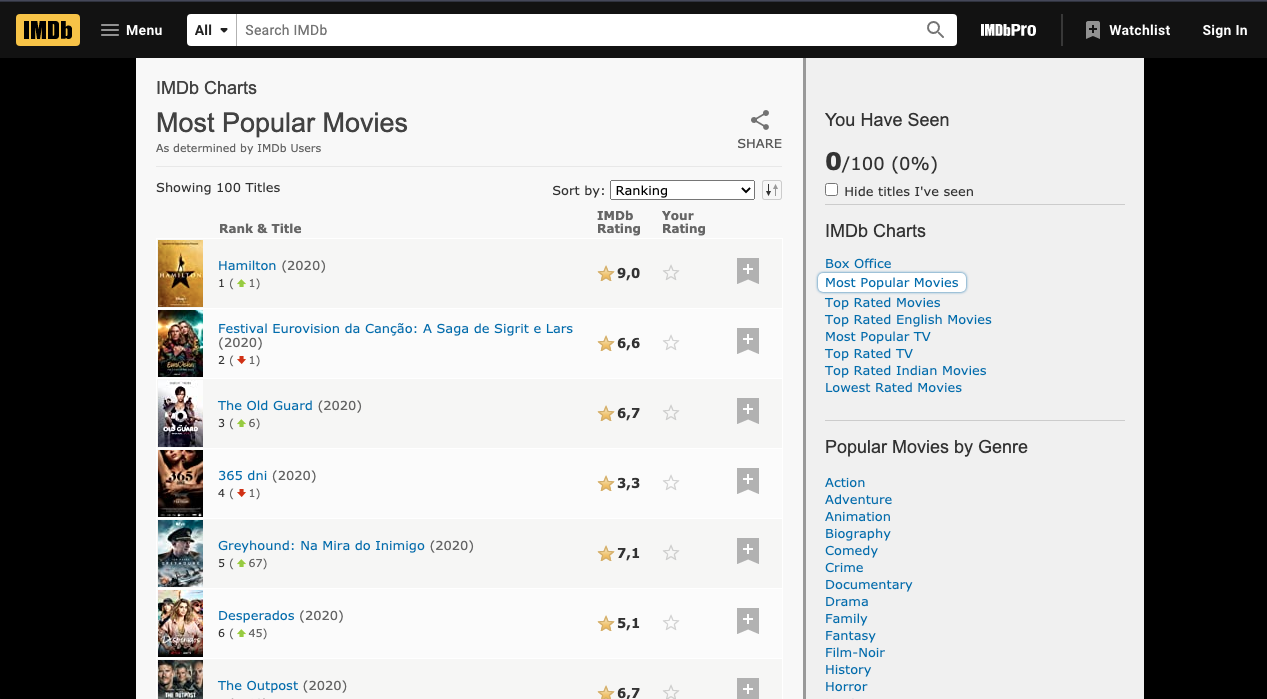 IMDb
Menu
All
Search IMDb
IMDbPro
Watchlist
Sign In
IMDb Charts
Most Popular Movies
As determined by IMDb Users
SHARE
Showing 100 Titles
Sort by: Ranking
Rank & Title
IMDb Rating
Your Rating
HAMILTON
Hamilton (2020)
1 ( 1)
9,0
Festival Eurovision da Canção: A Saga de Sigrit e Lars
(2020)
2 ( 1)
6,6
OLD GUARD
The Old Guard (2020)
3 ( 6)
6,7
365
365 dni (2020)
4 ( 1)
3,3
GREYHOUND
Greyhound: Na Mira do Inimigo (2020)
5 ( 67)
7,1
Desperados
Desperados (2020)
6 ( 45)
5,1
THE OUTPOST
The Outpost (2020)
6,7
You Have Seen
0/100 (0%)
Hide titles I've seen
IMDb Charts
Box Office
Most Popular Movies
Top Rated Movies
Top Rated English Movies
Most Popular TV
Top Rated TV
Top Rated Indian Movies
Lowest Rated Movies
Popular Movies by Genre
Action
Adventure
Animation
Biography
Comedy
Crime
Documentary
Drama
Family
Fantasy
Film-Noir
History
Horror